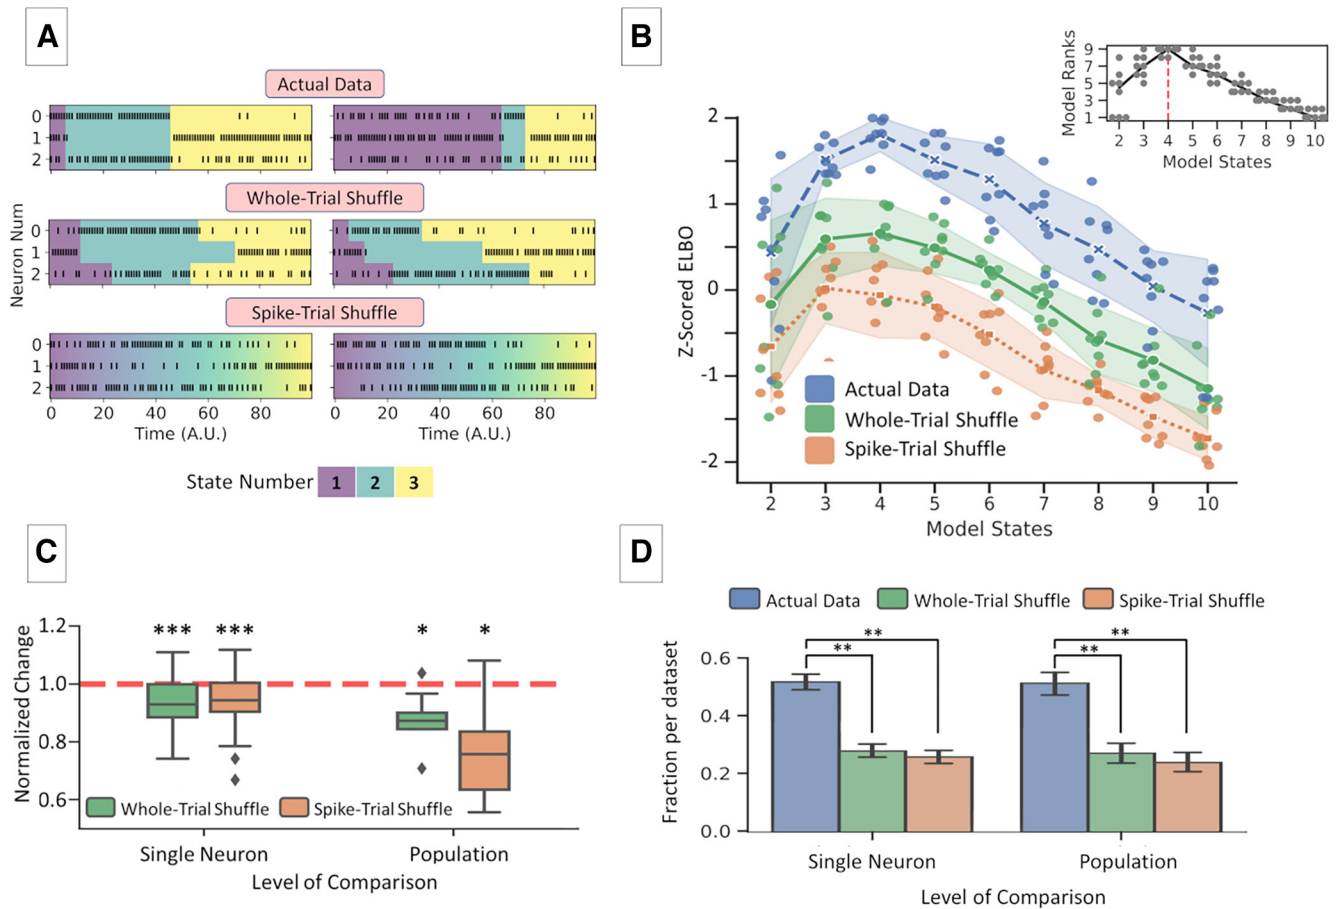 A
Actual Data
0
1
2
Whole-Trial Shuffle
0
1
2
Neuron Num
Spike-Trial Shuffle
0
1
2
0 20 40 60 80 0 20 40 60 80
Time (A.U.) Time (A.U.)
State Number 1 2 3
B
Model Ranks
9
7
5
3
1
2 3 4 5 6 7 8 9 10
Model States
Z-Scored ELBO
2
1
0
-1
-2
Actual Data
Whole-Trial Shuffle
Spike-Trial Shuffle
2 3 4 5 6 7 8 9 10
Model States
C
Normalized Change
1.2
1.0
0.8
0.6
*** *** * *
Whole-Trial Shuffle Spike-Trial Shuffle
Single Neuron Population
Level of Comparison
D
Actual Data Whole-Trial Shuffle Spike-Trial Shuffle
Fraction per dataset
0.6
0.4
0.2
0.0
** **
** **
Single Neuron Population
Level of Comparison